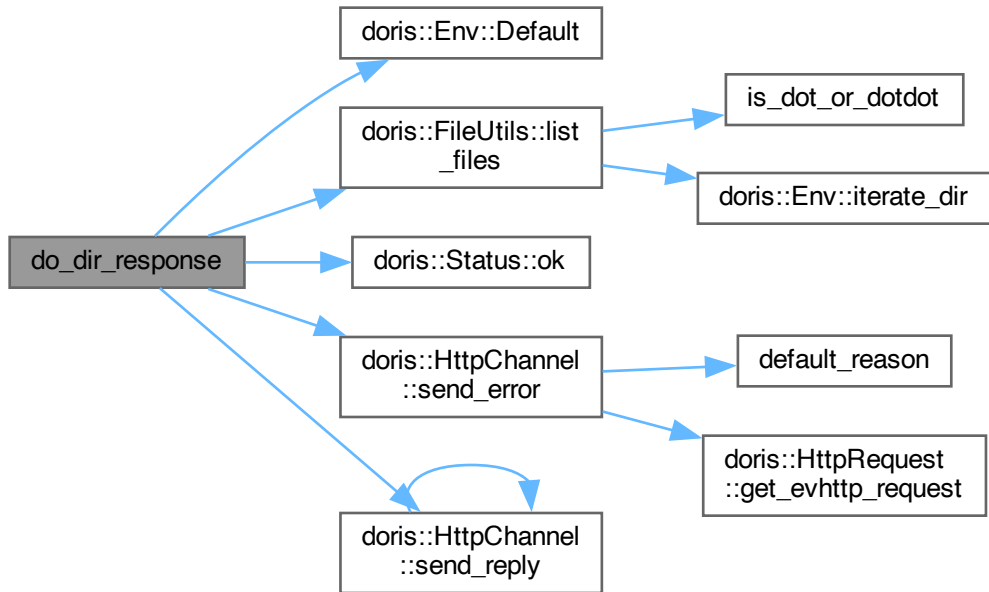 doris::Env::Default
is_dot_or_dotdot
doris::FileUtils::list
_files
doris::Env::iterate_dir
do_dir_response
doris::Status::ok
doris::HttpChannel
::send_error
default_reason
doris::HttpRequest
::get_evhttp_request
doris::HttpChannel
::send_reply